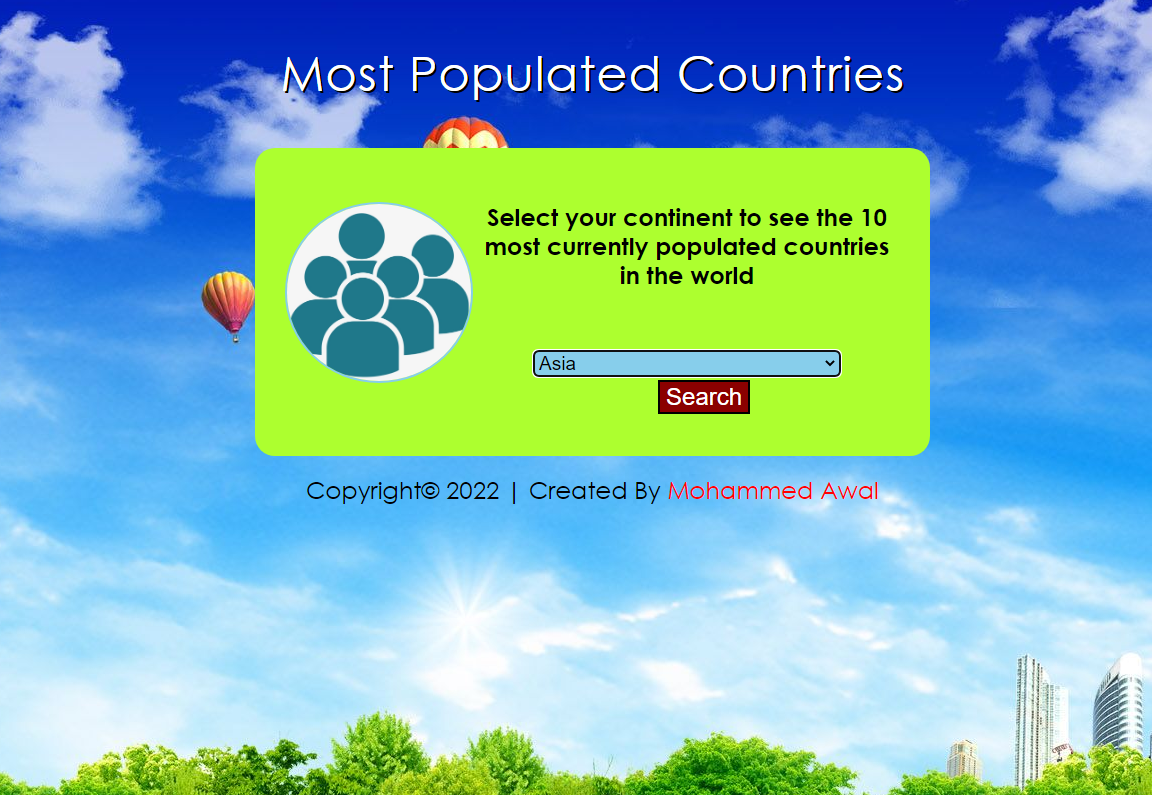 Most Populated Countries
Select your continent to see the 10
most currently populated countries
in the world
Asia
Search
Copyright© 2022 | Created By Mohammed Awal